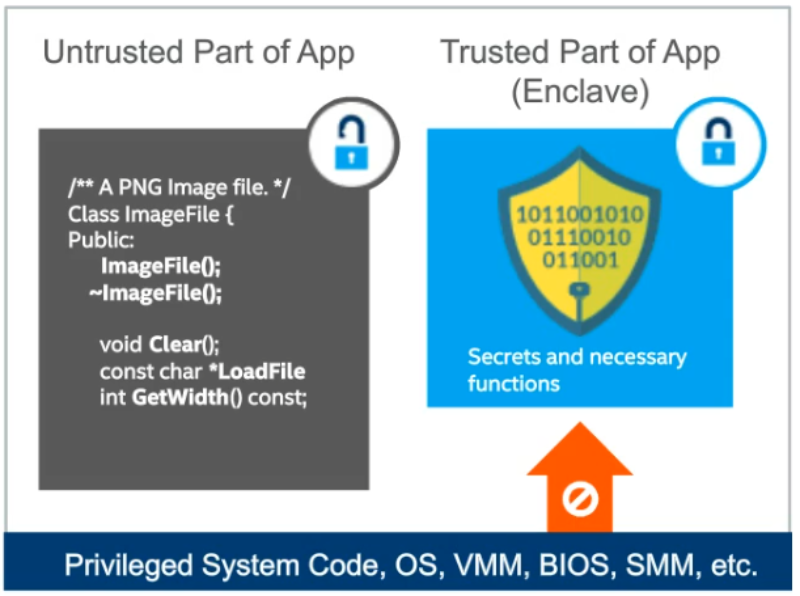 Untrusted Part of App
/** A PNG Image file. */
Class ImageFile {
Public:
ImageFile();
~ImageFile();
void Clear();
const char *LoadFile
int GetWidth() const;
Trusted Part of App
(Enclave)
1011001010
01110010
011001
Secrets and necessary
functions
Privileged System Code, OS, VMM, BIOS, SMM, etc.